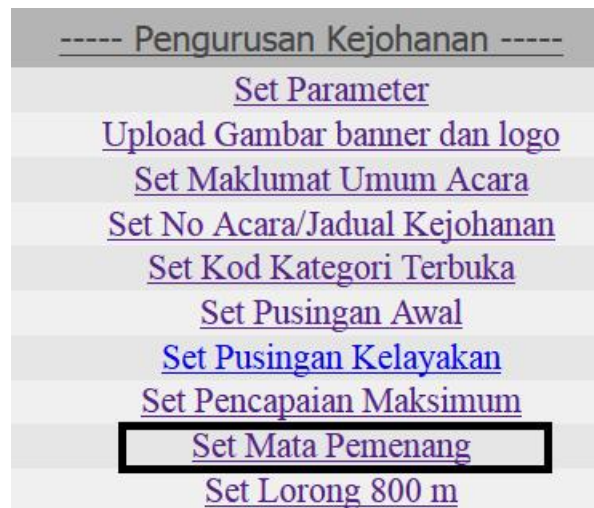 ----- Pengurusan Kejohanan -----
Set Parameter
Upload Gambar banner dan logo
Set Maklumat Umum Acara
Set No Acara/Jadual Kejohanan
Set Kod Kategori Terbuka
Set Pusingan Awal
Set Pusingan Kelayakan
Set Pencapaian Maksimum
Set Mata Pemenang
Set Lorong 800 m